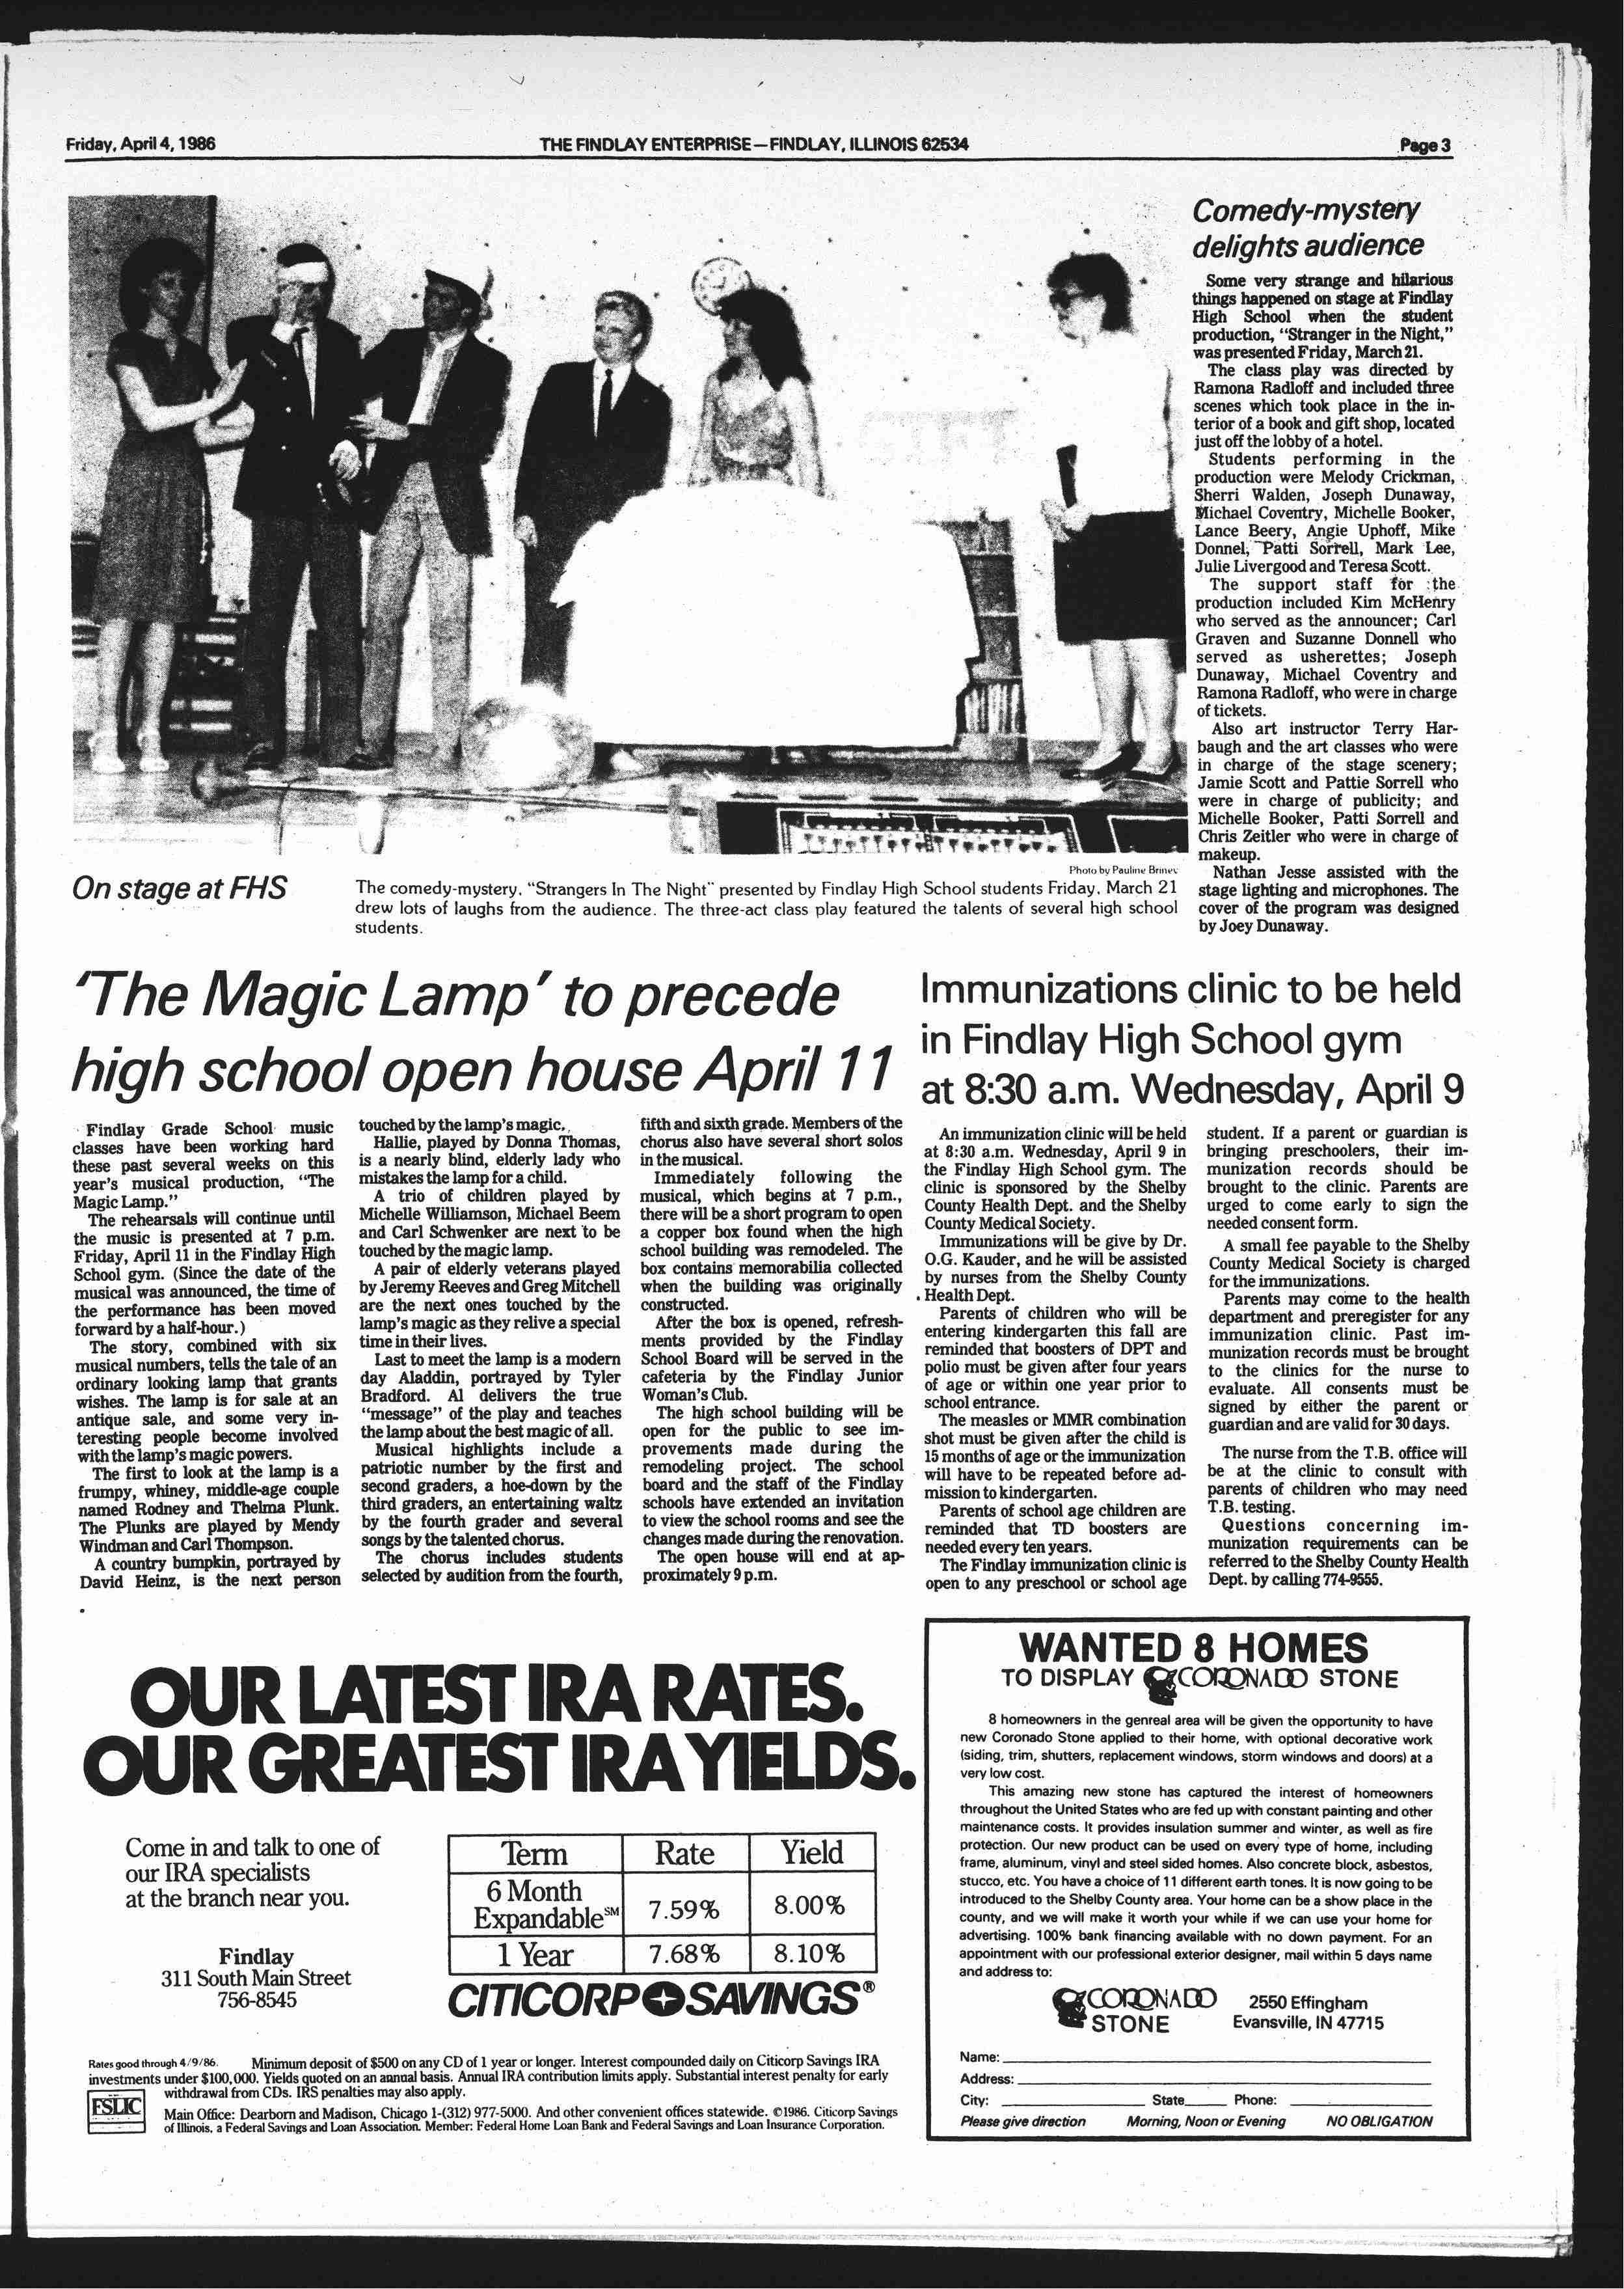 Friday, April 4, 1986
THE FINDLAY ENTERPRISE—FINDLAY, ILLINOIS 62534
Page 3
Comedy-mystery
delights audience
Some very strange and hilarious
things happened on stage at Findlay
High School when the student
production, "Stranger in the Night,"
was presented Friday, March 21.
The class play was directed by
Ramona Radloff and included three
scenes which took place in the in-
terior of a book and gift shop, located
just off the lobby of a hotel.
Students performing in the
production were Melody Crickman,
Sherri Walden, Joseph Dunaway,
Michael Coventry, Michelle Booker,
Lance Beery, Angie Uphoff, Mike
Donnel, Patti Sorrell, Mark Lee,
Julie Livergood and Teresa Scott.
The support staff for the
production included Kim McHenry
who served as the announcer; Carl
Graven and Suzanne Donnell who
served as usherettes; Joseph
Dunaway, Michael Coventry and
Ramona Radloff, who were in charge
of tickets.
Also art instructor Terry Har-
baugh and the art classes who were
in charge of the stage scenery;
Jamie Scott and Pattie Sorrell who
were in charge of publicity; and
Michelle Booker, Patti Sorrell and
Chris Zeitler who were in charge of
makeup.
Nathan Jesse assisted with the
stage lighting and microphones. The
cover of the program was designed
by Joey Dunaway.
Photo by Pauline Briney
On stage at FHS
The comedy-mystery, "Strangers In The Night" presented by Findlay High School students Friday, March 21
drew lots of laughs from the audience. The three-act class play featured the talents of several high school
students.
'The Magic Lamp' to precede
high school open house April 11
Findlay Grade School music
classes have been working hard
these past several weeks on this
year's musical production, "The
Magic Lamp."
The rehearsals will continue until
the music is presented at 7 p.m.
Friday, April 11 in the Findlay High
School gym. (Since the date of the
musical was announced, the time of
the performance has been moved
forward by a half-hour.)
The story, combined with six
musical numbers, tells the tale of an
ordinary looking lamp that grants
wishes. The lamp is for sale at an
antique sale, and some very in-
teresting people become involved
with the lamp's magic powers.
The first to look at the lamp is a
frumpy, whiney, middle-age couple
named Rodney and Thelma Plunk.
The Plunks are played by Mendy
Windman and Carl Thompson.
A country bumpkin, portrayed by
David Heinz, is the next person
touched by the lamp's magic.
Hallie, played by Donna Thomas,
is a nearly blind, elderly lady who
mistakes the lamp for a child.
A trio of children played by
Michelle Williamson, Michael Beem
and Carl Schwenker are next to be
touched by the magic lamp.
A pair of elderly veterans played
by Jeremy Reeves and Greg Mitchell
are the next ones touched by the
lamp's magic as they relive a special
time in their lives.
Last to meet the lamp is a modern
day Aladdin, portrayed by Tyler
Bradford. Al delivers the true
"message" of the play and teaches
the lamp about the best magic of all.
Musical highlights include a
patriotic number by the first and
second graders, a hoe-down by the
third graders, an entertaining waltz
by the fourth grader and several
songs by the talented chorus.
The chorus includes students
selected by audition from the fourth,
fifth and sixth grade. Members of the
chorus also have several short solos
in the musical.
Immediately following the
musical, which begins at 7 p.m.,
there will be a short program to open
a copper box found when the high
school building was remodeled. The
box contains memorabilia collected
when the building was originally
constructed.
After the box is opened, refresh-
ments provided by the Findlay
School Board will be served in the
cafeteria by the Findlay Junior
Woman's Club.
The high school building will be
open for the public to see im-
provements made during the
remodeling project. The school
board and the staff of the Findlay
schools have extended an invitation
to view the school rooms and see the
changes made during the renovation.
The open house will end at ap-
proximately 9 p.m.
Immunizations clinic to be held
in Findlay High School gym
at 8:30 a.m. Wednesday, April 9
An immunization clinic will be held
at 8:30 a.m. Wednesday, April 9 in
the Findlay High School gym. The
clinic is sponsored by the Shelby
County Health Dept. and the Shelby
County Medical Society.
Immunizations will be give by Dr.
O.G. Kauder, and he will be assisted
by nurses from the Shelby County
Health Dept.
Parents of children who will be
entering kindergarten this fall are
reminded that boosters of DPT and
polio must be given after four years
of age or within one year prior to
school entrance.
The measles or MMR combination
shot must be given after the child is
15 months of age or the immunization
will have to be repeated before ad-
mission to kindergarten.
Parents of school age children are
reminded that TD boosters are
needed every ten years.
The Findlay immunization clinic is
open to any preschool or school age
student. If a parent or guardian is
bringing preschoolers, their im-
munization records should be
brought to the clinic. Parents are
urged to come early to sign the
needed consent form.
A small fee payable to the Shelby
County Medical Society is charged
for the immunizations.
Parents may come to the health
department and preregister for any
immunization clinic. Past im-
munization records must be brought
to the clinics for the nurse to
evaluate. All consents must be
signed by either the parent or
guardian and are valid for 30 days.
The nurse from the T.B. office will
be at the clinic to consult with
parents of children who may need
T.B. testing.
Questions concerning im-
munization requirements can be
referred to the Shelby County Health
Dept. by calling 774-9555.
OUR LATEST IRA RATES.
OUR GREATEST IRA YIELDS.
Come in and talk to one of
our IRA specialists
at the branch near you.
Findlay
311 South Main Street
756-8545
Term Rate Yield
6 Month
Expandable℠ 7.59% 8.00%
1 Year 7.68% 8.10%
CITICORP SAVINGS®
Rates good through 4/9/86. Minimum deposit of $500 on any CD of 1 year or longer. Interest compounded daily on Citicorp Savings IRA
investments under $100,000. Yields quoted on an annual basis. Annual IRA contribution limits apply. Substantial interest penalty for early
withdrawal from CDs. IRS penalties may also apply.
FSLIC
Main Office: Dearborn and Madison, Chicago 1-(312) 977-5000. And other convenient offices statewide. ©1986. Citicorp Savings
of Illinois, a Federal Savings and Loan Association. Member: Federal Home Loan Bank and Federal Savings and Loan Insurance Corporation.
WANTED 8 HOMES
TO DISPLAY CORONADO STONE
8 homeowners in the genreal area will be given the opportunity to have
new Coronado Stone applied to their home, with optional decorative work
(siding, trim, shutters, replacement windows, storm windows and doors) at a
very low cost.
This amazing new stone has captured the interest of homeowners
throughout the United States who are fed up with constant painting and other
maintenance costs. It provides insulation summer and winter, as well as fire
protection. Our new product can be used on every type of home, including
frame, aluminum, vinyl and steel sided homes. Also concrete block, asbestos,
stucco, etc. You have a choice of 11 different earth tones. It is now going to be
introduced to the Shelby County area. Your home can be a show place in the
county, and we will make it worth your while if we can use your home for
advertising. 100% bank financing available with no down payment. For an
appointment with our professional exterior designer, mail within 5 days name
and address to:
CORONADO
STONE
2550 Effingham
Evansville, IN 47715
Name:
Address:
City: State Phone:
Please give direction Morning, Noon or Evening NO OBLIGATION